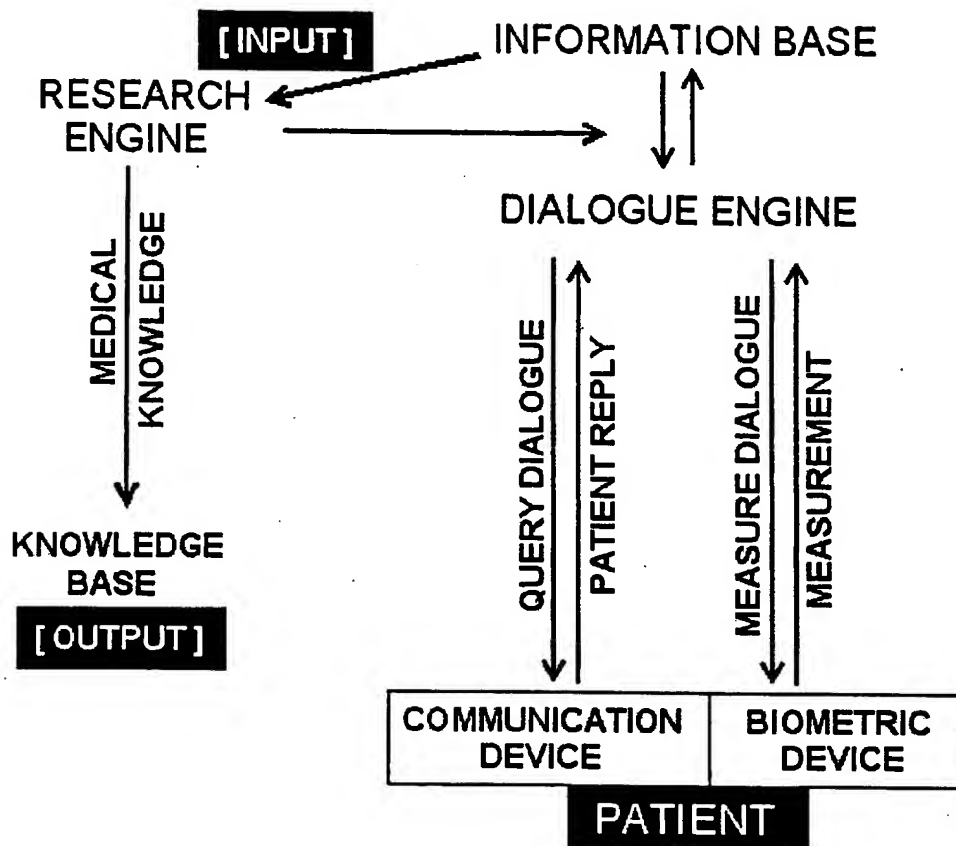 [ INPUT ]
INFORMATION BASE
RESEARCH
ENGINE
DIALOGUE ENGINE
MEDICAL
KNOWLEDGE
QUERY DIALOGUE
PATIENT REPLY
MEASURE DIALOGUE
MEASUREMENT
KNOWLEDGE
BASE
[ OUTPUT ]
COMMUNICATION
DEVICE
BIOMETRIC
DEVICE
PATIENT